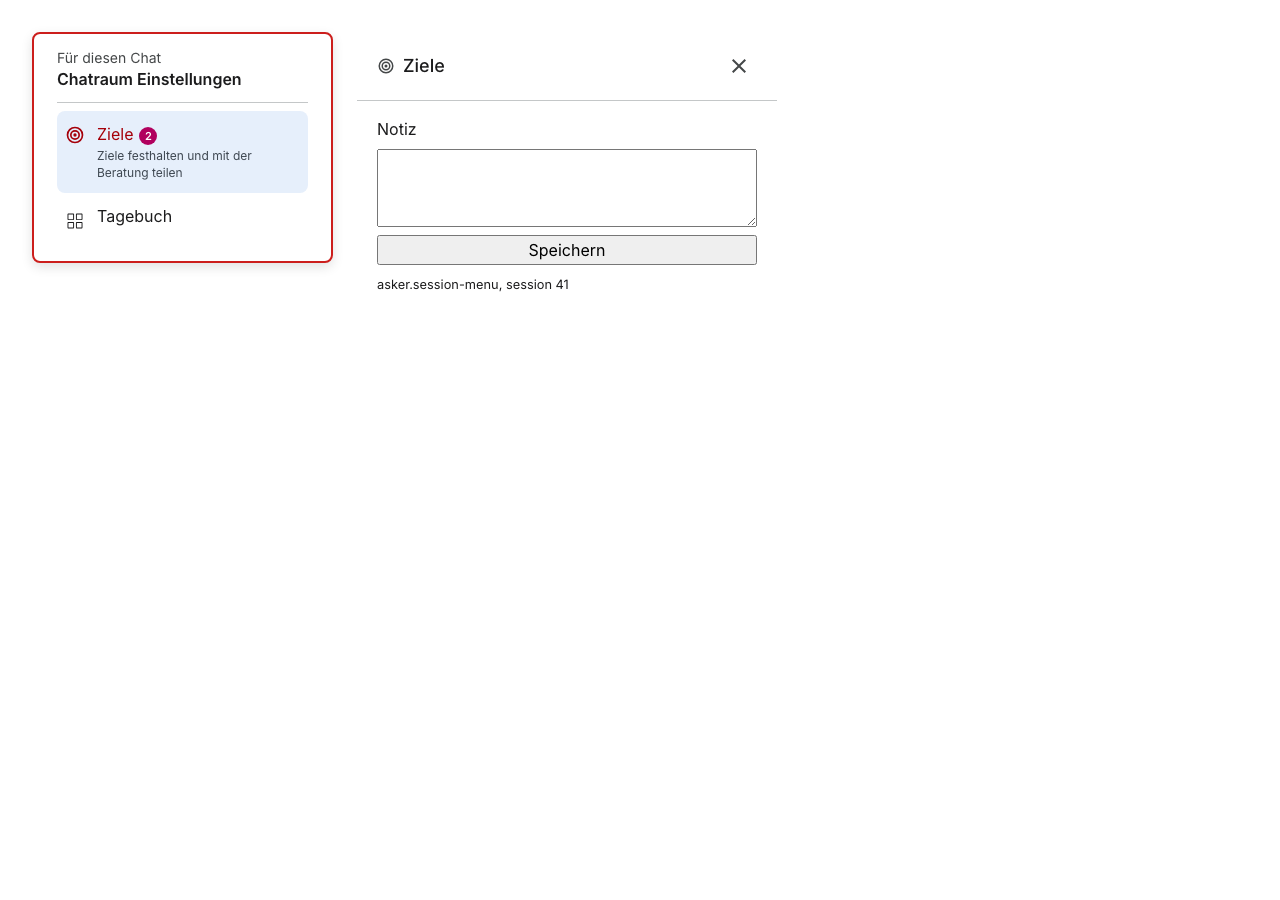 Für diesen Chat
Chatraum Einstellungen
Ziele 2
Ziele festhalten und mit der
Beratung teilen
Tagebuch
Ziele
Notiz
Speichern
asker.session-menu, session 41